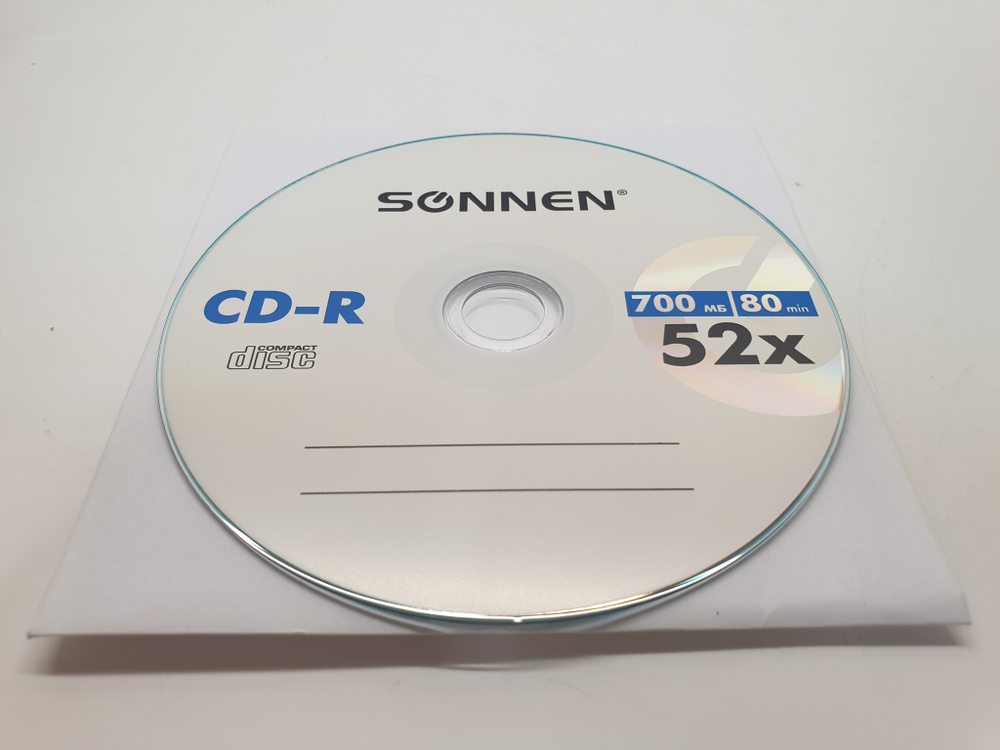 SONNEN®
CD-R
COMPACT
disc
700 МБ 80 min
52x